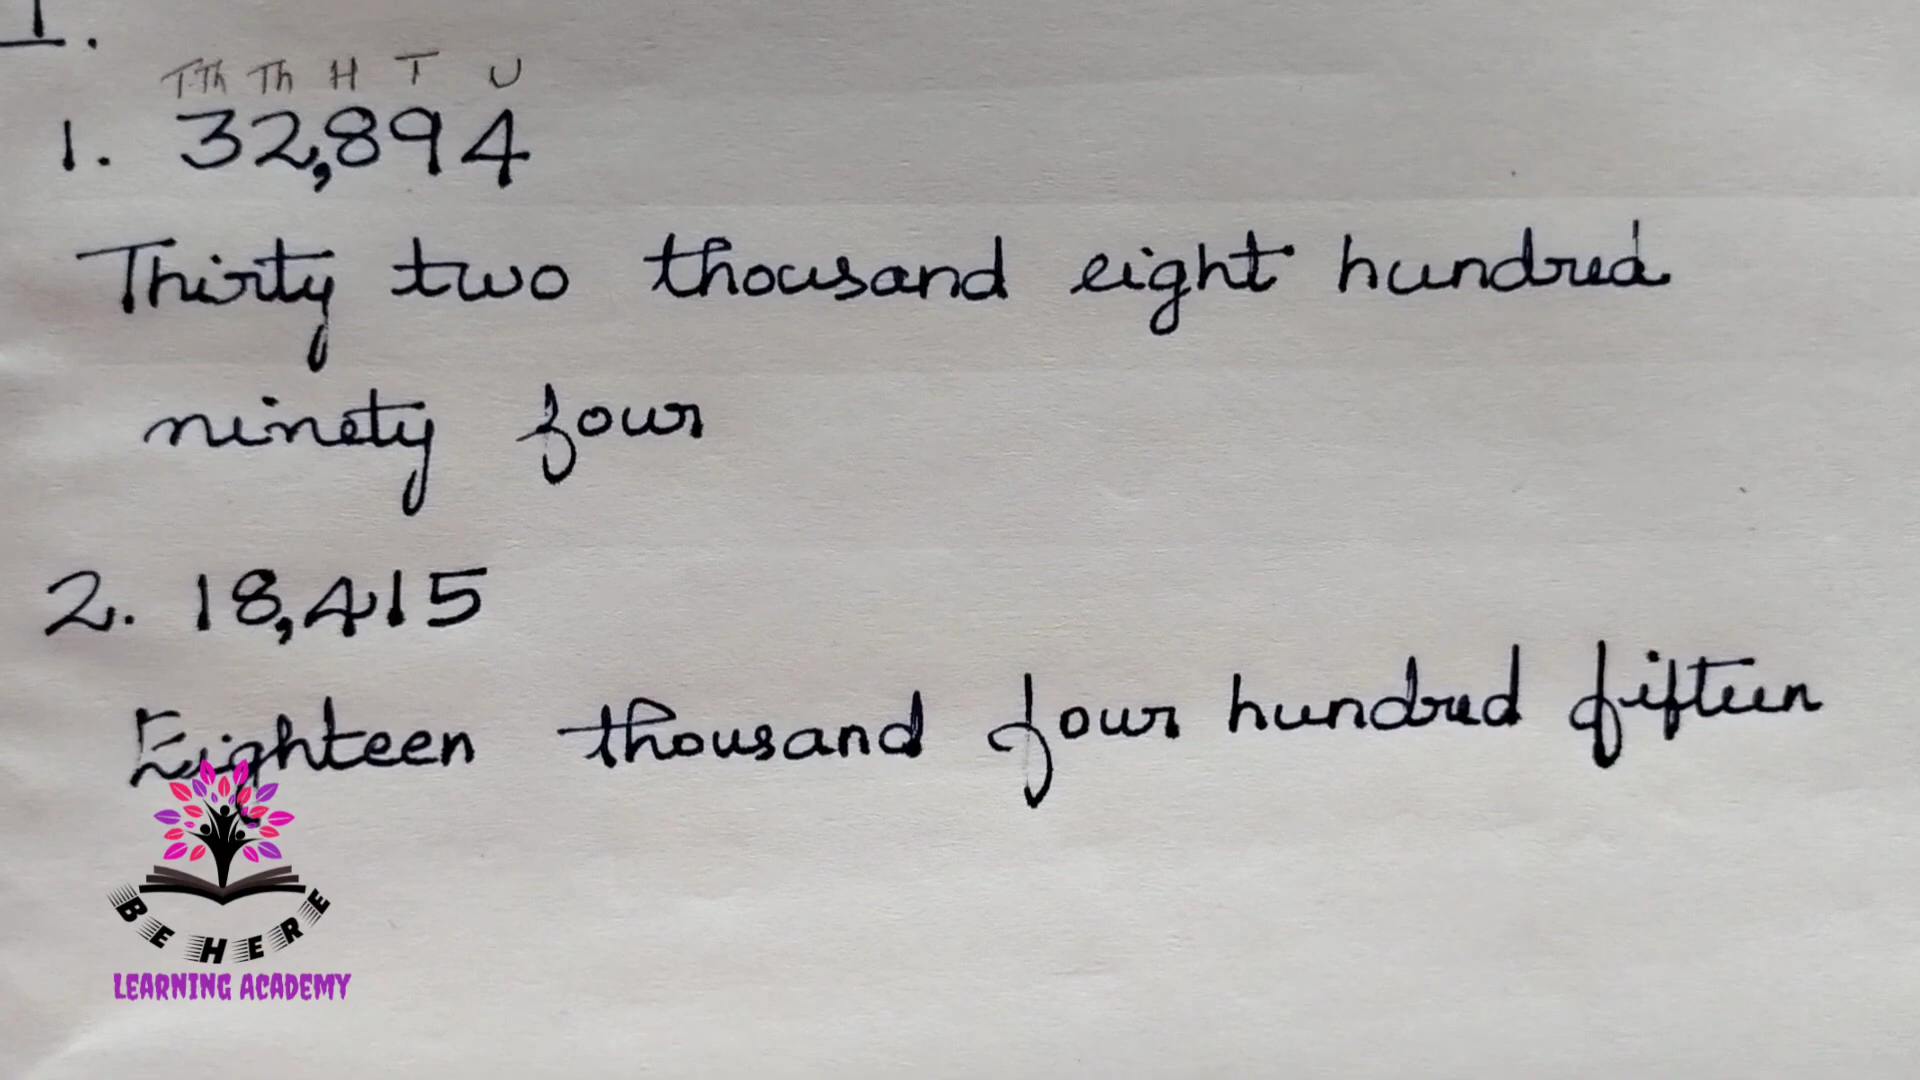 1.
T.Th Th H T U
1. 32,894
Thirty two thousand eight hundred
ninety four
2. 18,415
Eighteen thousand four hundred fifteen
BE HERE
LEARNING ACADEMY